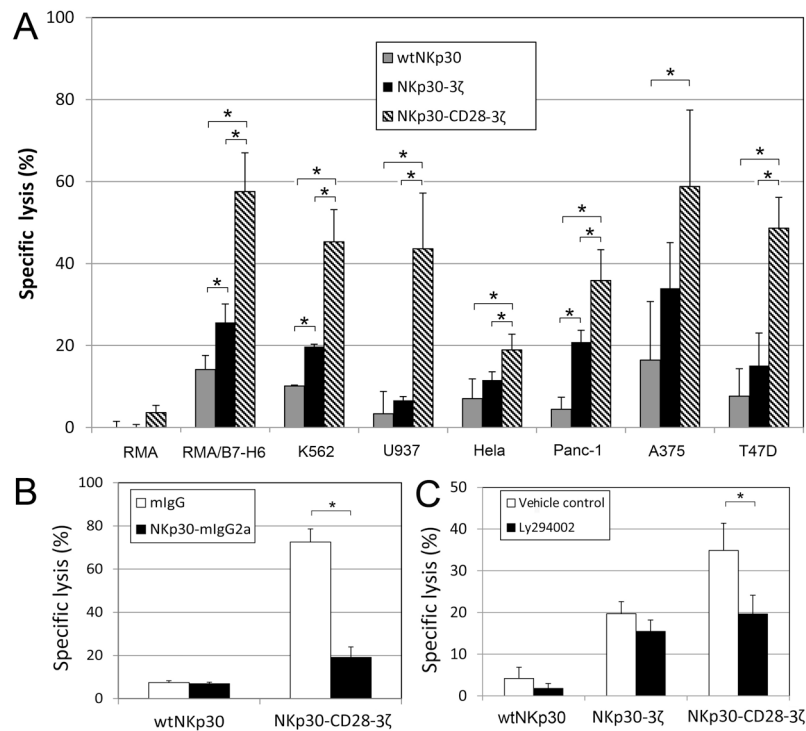 A
Specific lysis (%)
100
80
60
40
20
0
wtNKp30
NKp30-3ζ
NKp30-CD28-3ζ
* * * * * * * * * * * * * * * *
RMA RMA/B7-H6 K562 U937 Hela Panc-1 A375 T47D
B
Specific lysis (%)
100
80
60
40
20
0
mIgG
NKp30-mIgG2a
*
wtNKp30 NKp30-CD28-3ζ
C
Specific lysis (%)
50
40
30
20
10
0
Vehicle control
Ly294002
*
wtNKp30 NKp30-3ζ NKp30-CD28-3ζ